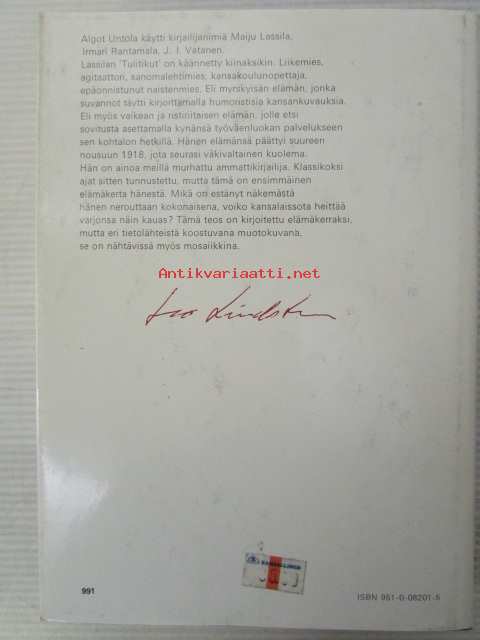 Algot Untola käytti kirjailijanimiä Maiju Lassila,
Irmari Rantamala, J. I. Vatanen.
Lassilan 'Tulitikut' on käännetty kiinaksikin. Liikemies,
agitaattori, sanomalehtimies, kansakoulunopettaja,
epäonnistunut naistenmies. Eli myrskyisän elämän, jonka
suvannot täytti kirjoittamalla humoristisia kansankuvauksia.
Eli myös vaikean ja ristiriitaisen elämän, jolle etsi
sovitusta asettamalla kynänsä työväenluokan palvelukseen
sen kohtalon hetkillä. Hänen elämänsä päättyi suureen
nousuun 1918, jota seurasi väkivaltainen kuolema.
Hän on ainoa meillä murhattu ammattikirjailija. Klassikoksi
ajat sitten tunnustettu, mutta tämä on ensimmäinen
elämäkerta hänestä. Mikä on estänyt näkemästä
hänen nerouttaan kokonaisena, voiko kansalaissota heittää
varjonsa näin kauas? Tämä teos on kirjoitettu elämäkerraksi,
mutta eri tietolähteistä koostuvana muotokuvana,
se on nähtävissä myös mosaiikkina.
Antikvariaatti.net
Leo Lindsten
991
ISBN 951-0-08201-5